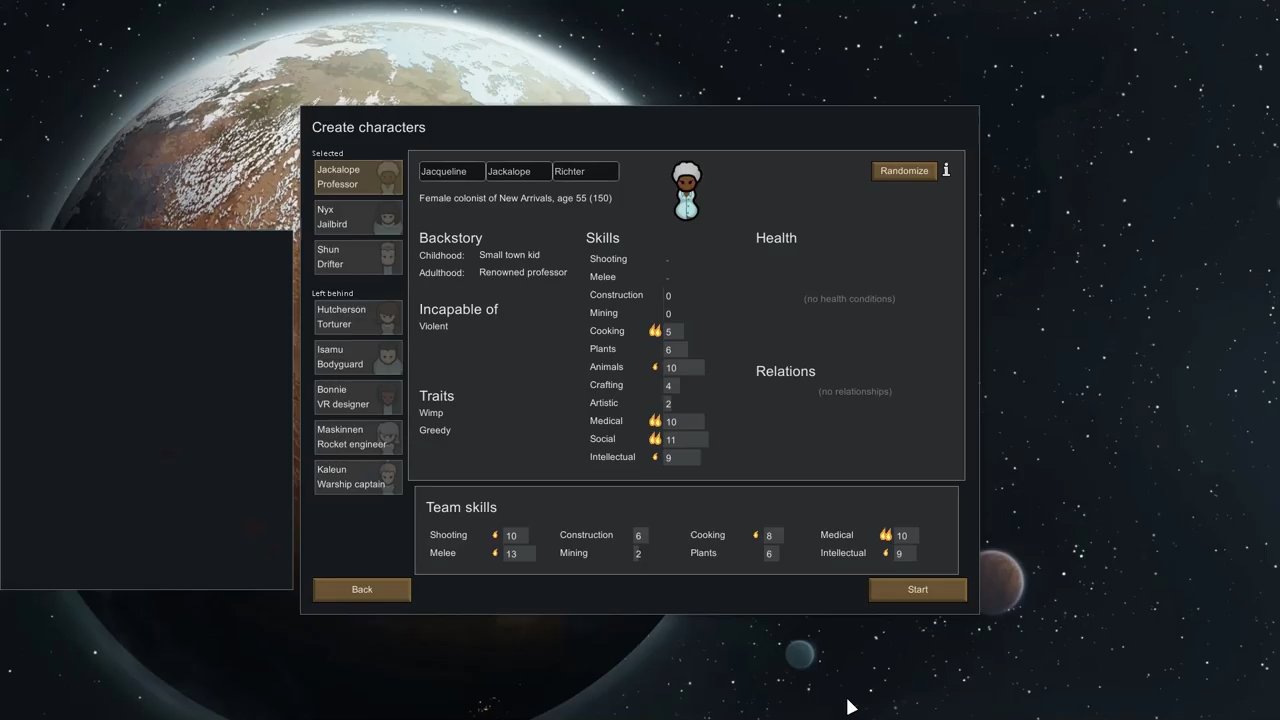 Create characters
Selected
Jackalope
Professor
Nyx
Jailbird
Shun
Drifter
Left behind
Hutcherson
Torturer
Isamu
Bodyguard
Bonnie
VR designer
Maskinnen
Rocket engineer
Kaleun
Warship captain
Jacqueline Jackalope Richter
Randomize
Female colonist of New Arrivals, age 55 (150)
Backstory
Childhood: Small town kid
Adulthood: Renowned professor
Incapable of
Violent
Traits
Wimp
Greedy
Skills
Shooting -
Melee -
Construction 0
Mining 0
Cooking 5
Plants 6
Animals 10
Crafting 4
Artistic 2
Medical 10
Social 11
Intellectual 9
Health
(no health conditions)
Relations
(no relationships)
Team skills
Shooting 10 Construction 6 Cooking 8 Medical 10
Melee 13 Mining 2 Plants 6 Intellectual 9
Back
Start